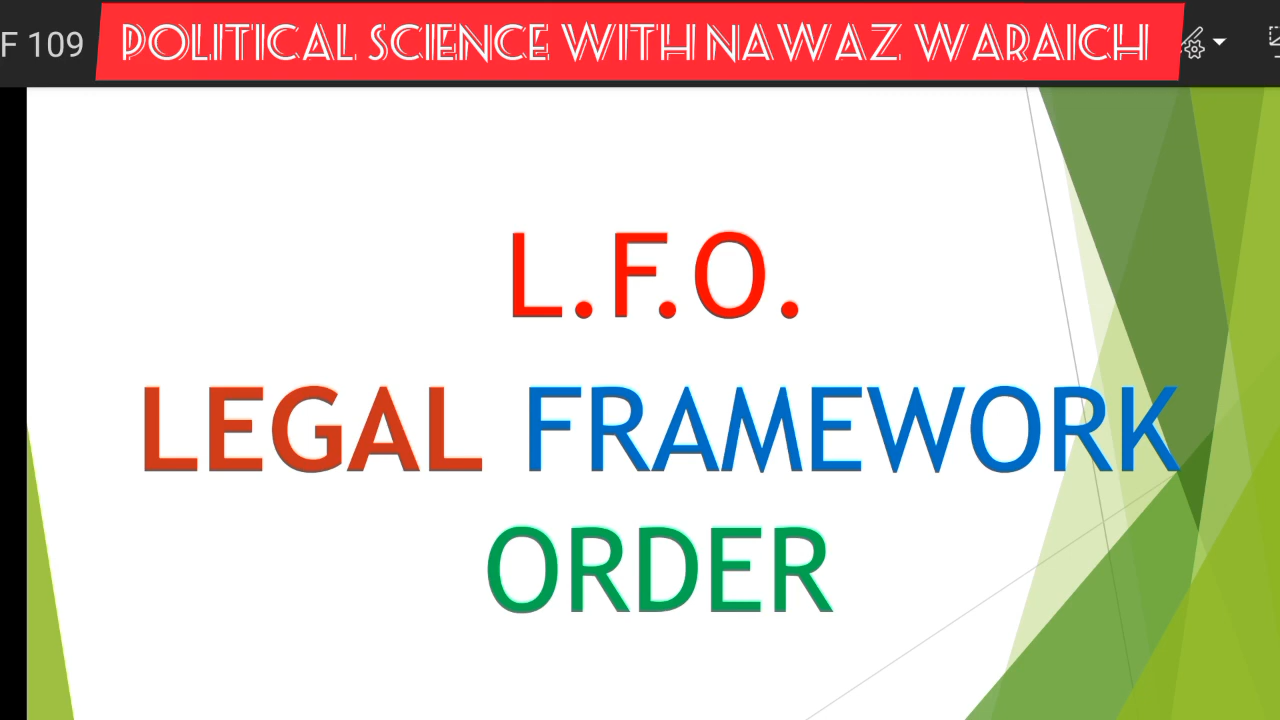 F 109
POLITICAL SCIENCE WITH NAWAZ WARAICH
L.F.O.
LEGAL FRAMEWORK
ORDER